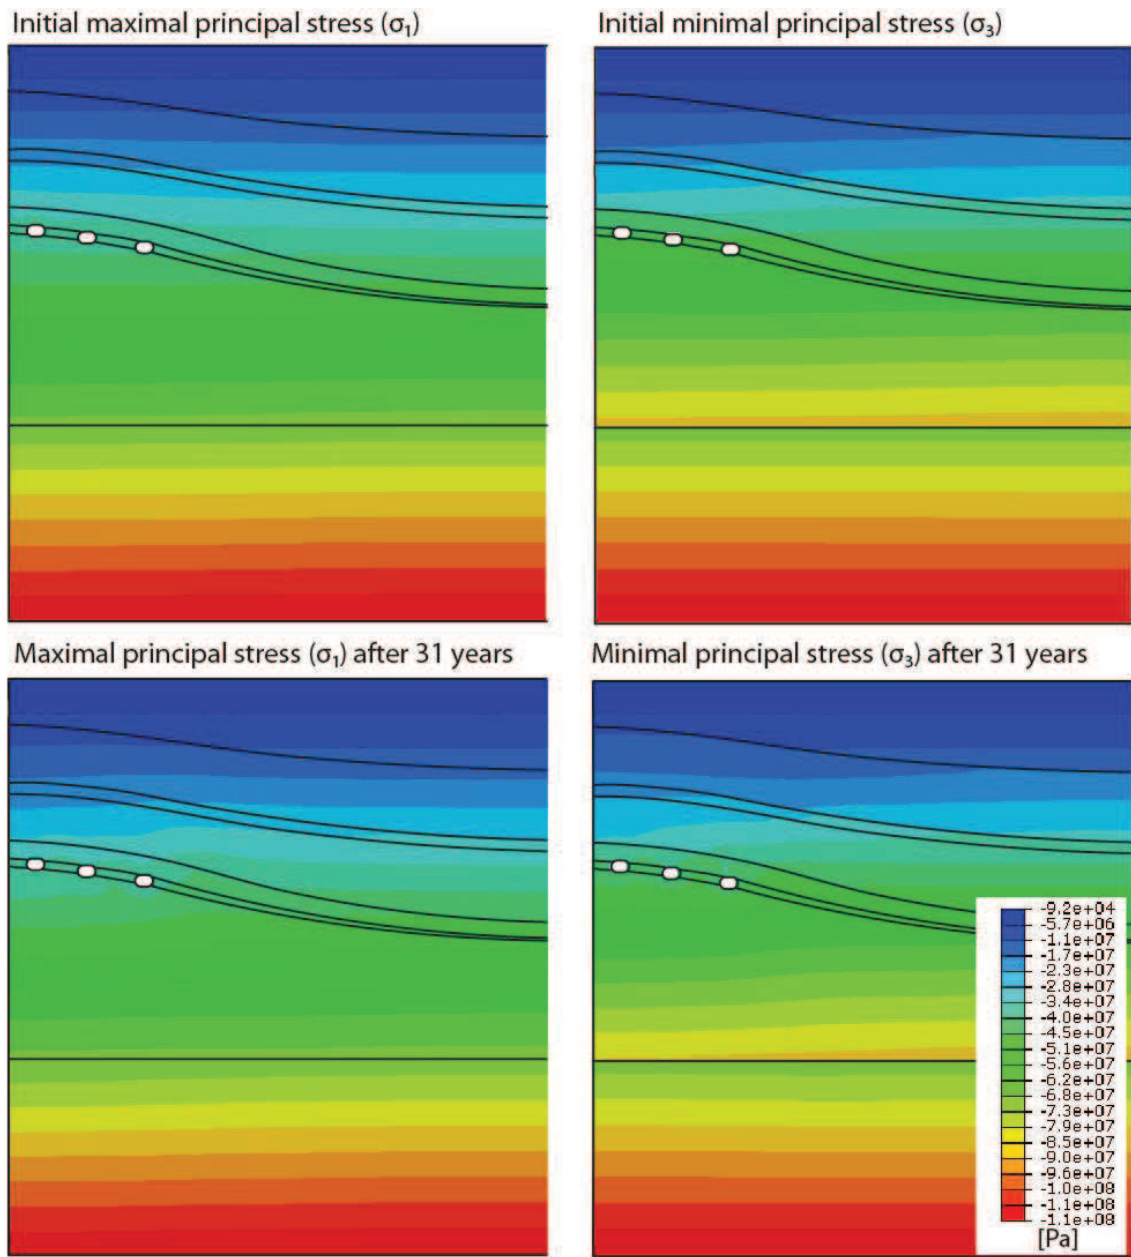 Initial maximal principal stress (σ₁)
Initial minimal principal stress (σ₃)
Maximal principal stress (σ₁) after 31 years
Minimal principal stress (σ₃) after 31 years
-9.2e+04
-5.7e+06
-1.1e+07
-1.7e+07
-2.3e+07
-2.8e+07
-3.4e+07
-4.0e+07
-4.5e+07
-5.1e+07
-5.6e+07
-6.2e+07
-6.8e+07
-7.3e+07
-7.9e+07
-8.5e+07
-9.0e+07
-9.6e+07
-1.0e+08
-1.1e+08
-1.1e+08
[Pa]